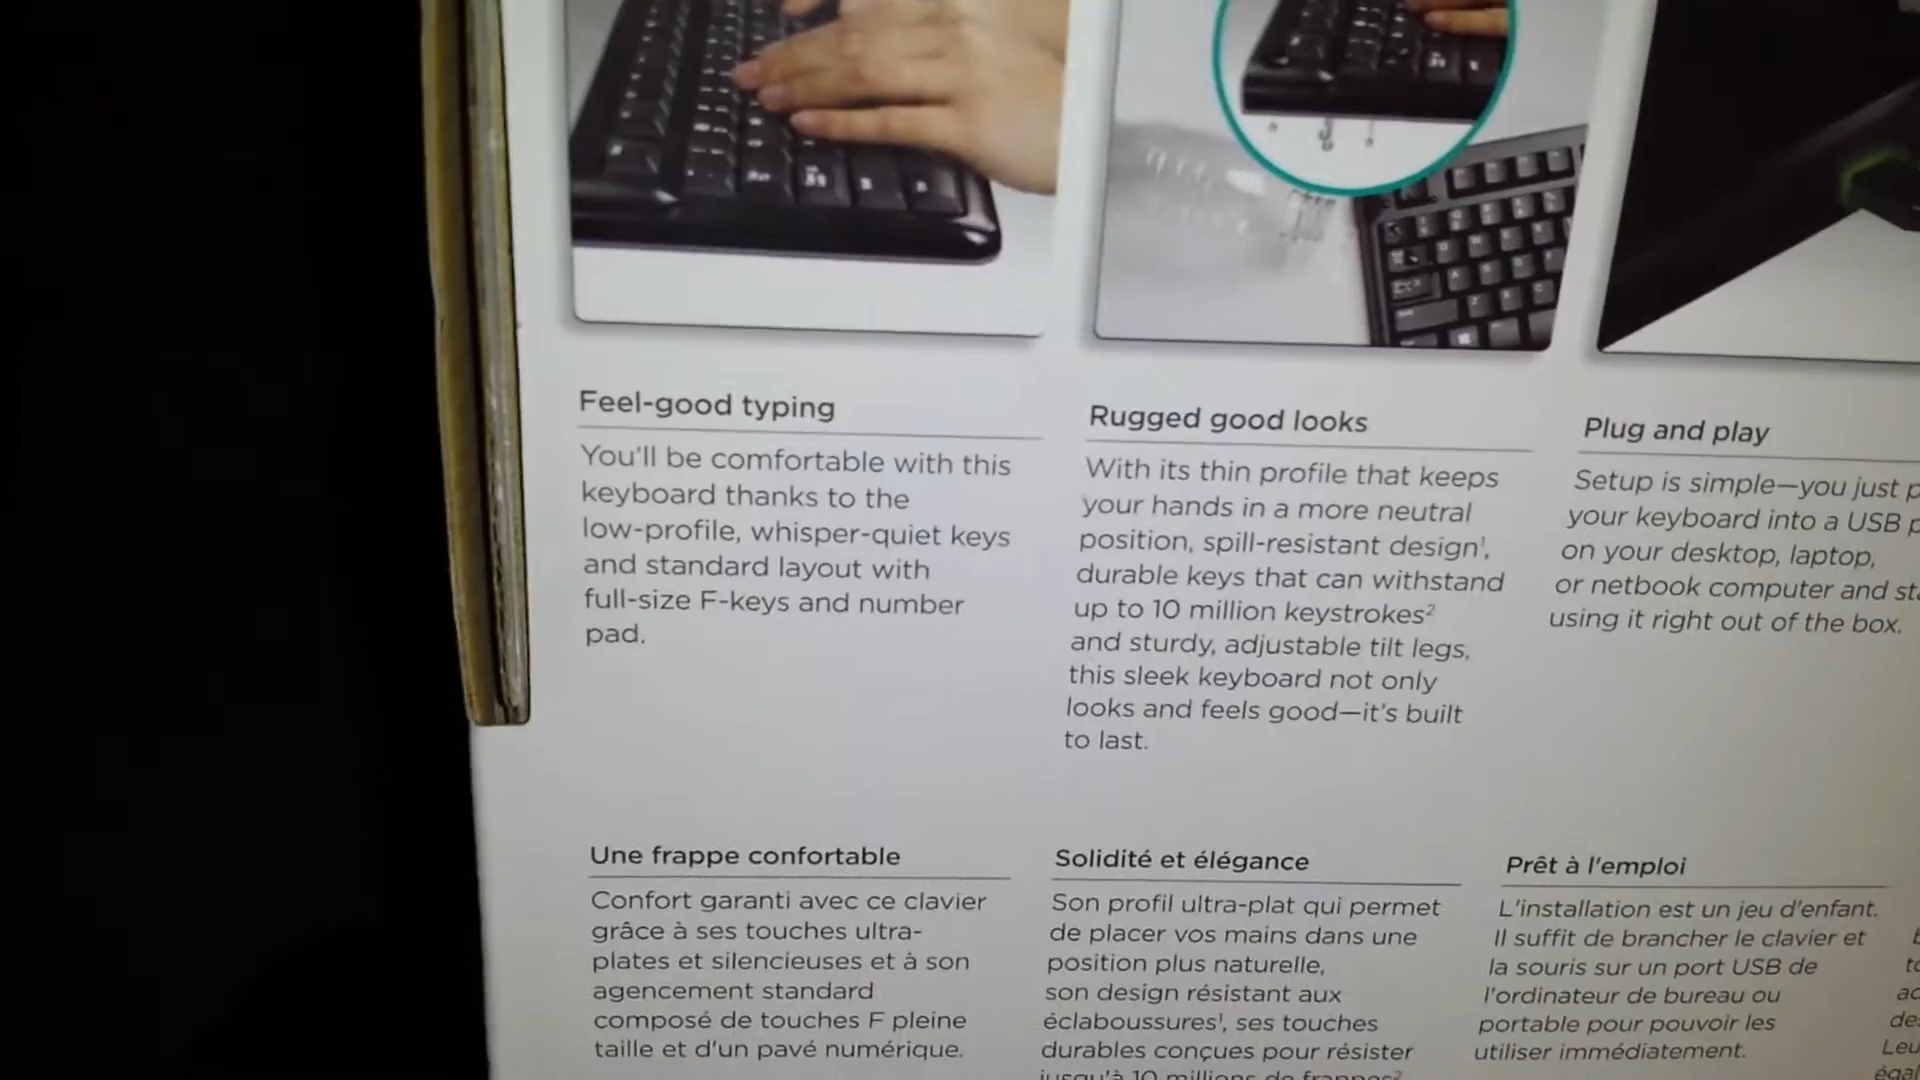 Feel-good typing
You'll be comfortable with this
keyboard thanks to the
low-profile, whisper-quiet keys
and standard layout with
full-size F-keys and number
pad.
Rugged good looks
With its thin profile that keeps
your hands in a more neutral
position, spill-resistant design¹,
durable keys that can withstand
up to 10 million keystrokes²
and sturdy, adjustable tilt legs,
this sleek keyboard not only
looks and feels good—it's built
to last.
Plug and play
Setup is simple—you just
your keyboard into a USB
on your desktop, laptop,
or netbook computer and
using it right out of the box.
Une frappe confortable
Confort garanti avec ce clavier
grâce à ses touches ultra-
plates et silencieuses et à son
agencement standard
composé de touches F pleine
taille et d'un pavé numérique.
Solidité et élégance
Son profil ultra-plat qui permet
de placer vos mains dans une
position plus naturelle,
son design résistant aux
éclaboussures¹, ses touches
durables conçues pour résister
jusqu'à 10 millions de frappes²
Prêt à l'emploi
L'installation est un jeu d'enfant.
Il suffit de brancher le clavier et
la souris sur un port USB de
l'ordinateur de bureau ou
portable pour pouvoir les
utiliser immédiatement.